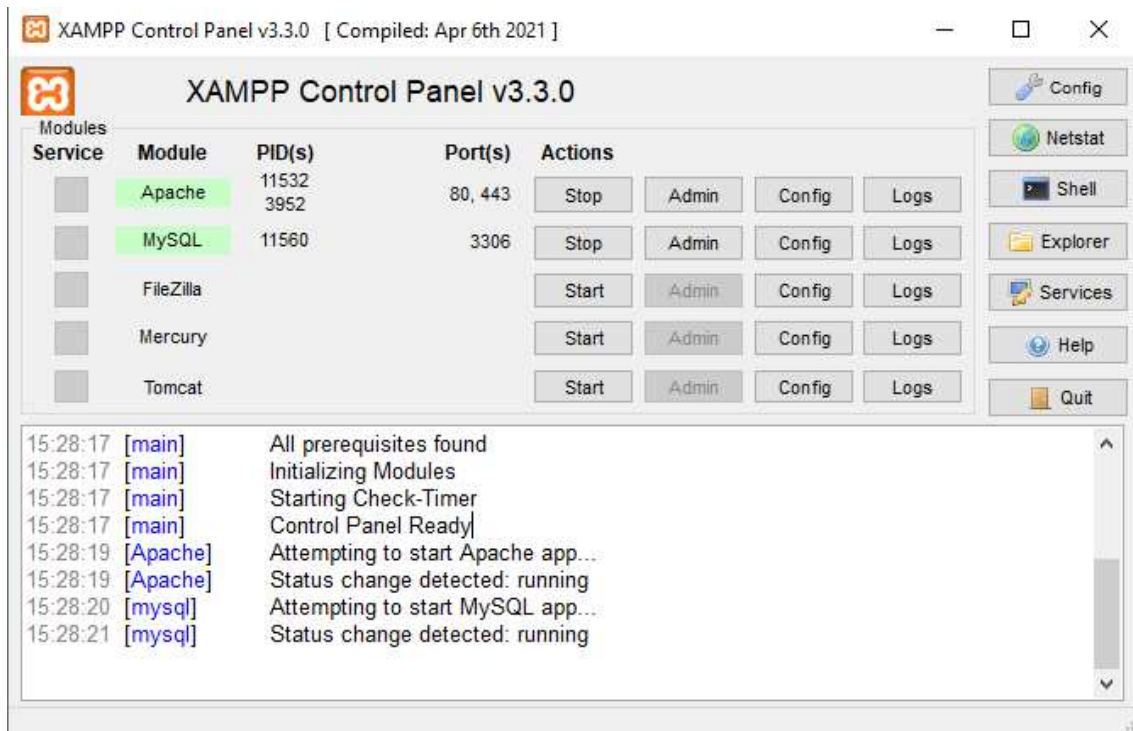 XAMPP Control Panel v3.3.0 [ Compiled: Apr 6th 2021 ]
XAMPP Control Panel v3.3.0
Config
Modules
Service Module PID(s) Port(s) Actions
Netstat
Apache 11532 3952 80, 443 Stop Admin Config Logs
Shell
MySQL 11560 3306 Stop Admin Config Logs
Explorer
FileZilla Start Admin Config Logs
Services
Mercury Start Admin Config Logs
Help
Tomcat Start Admin Config Logs
Quit
15:28:17 [main] All prerequisites found
15:28:17 [main] Initializing Modules
15:28:17 [main] Starting Check-Timer
15:28:17 [main] Control Panel Ready
15:28:19 [Apache] Attempting to start Apache app...
15:28:19 [Apache] Status change detected: running
15:28:20 [mysql] Attempting to start MySQL app...
15:28:21 [mysql] Status change detected: running